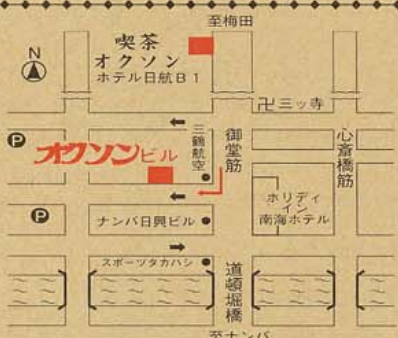 至梅田
N
喫茶
オクソン
ホテル日航B1
卍三ッ寺
P
オクソンビル
三鶴航空
御堂筋
心斎橋筋
P
ナンバ日興ビル
ホリデイ
イン
南海ホテル
スポーツタカハシ
道頓堀橋
至ナンバ